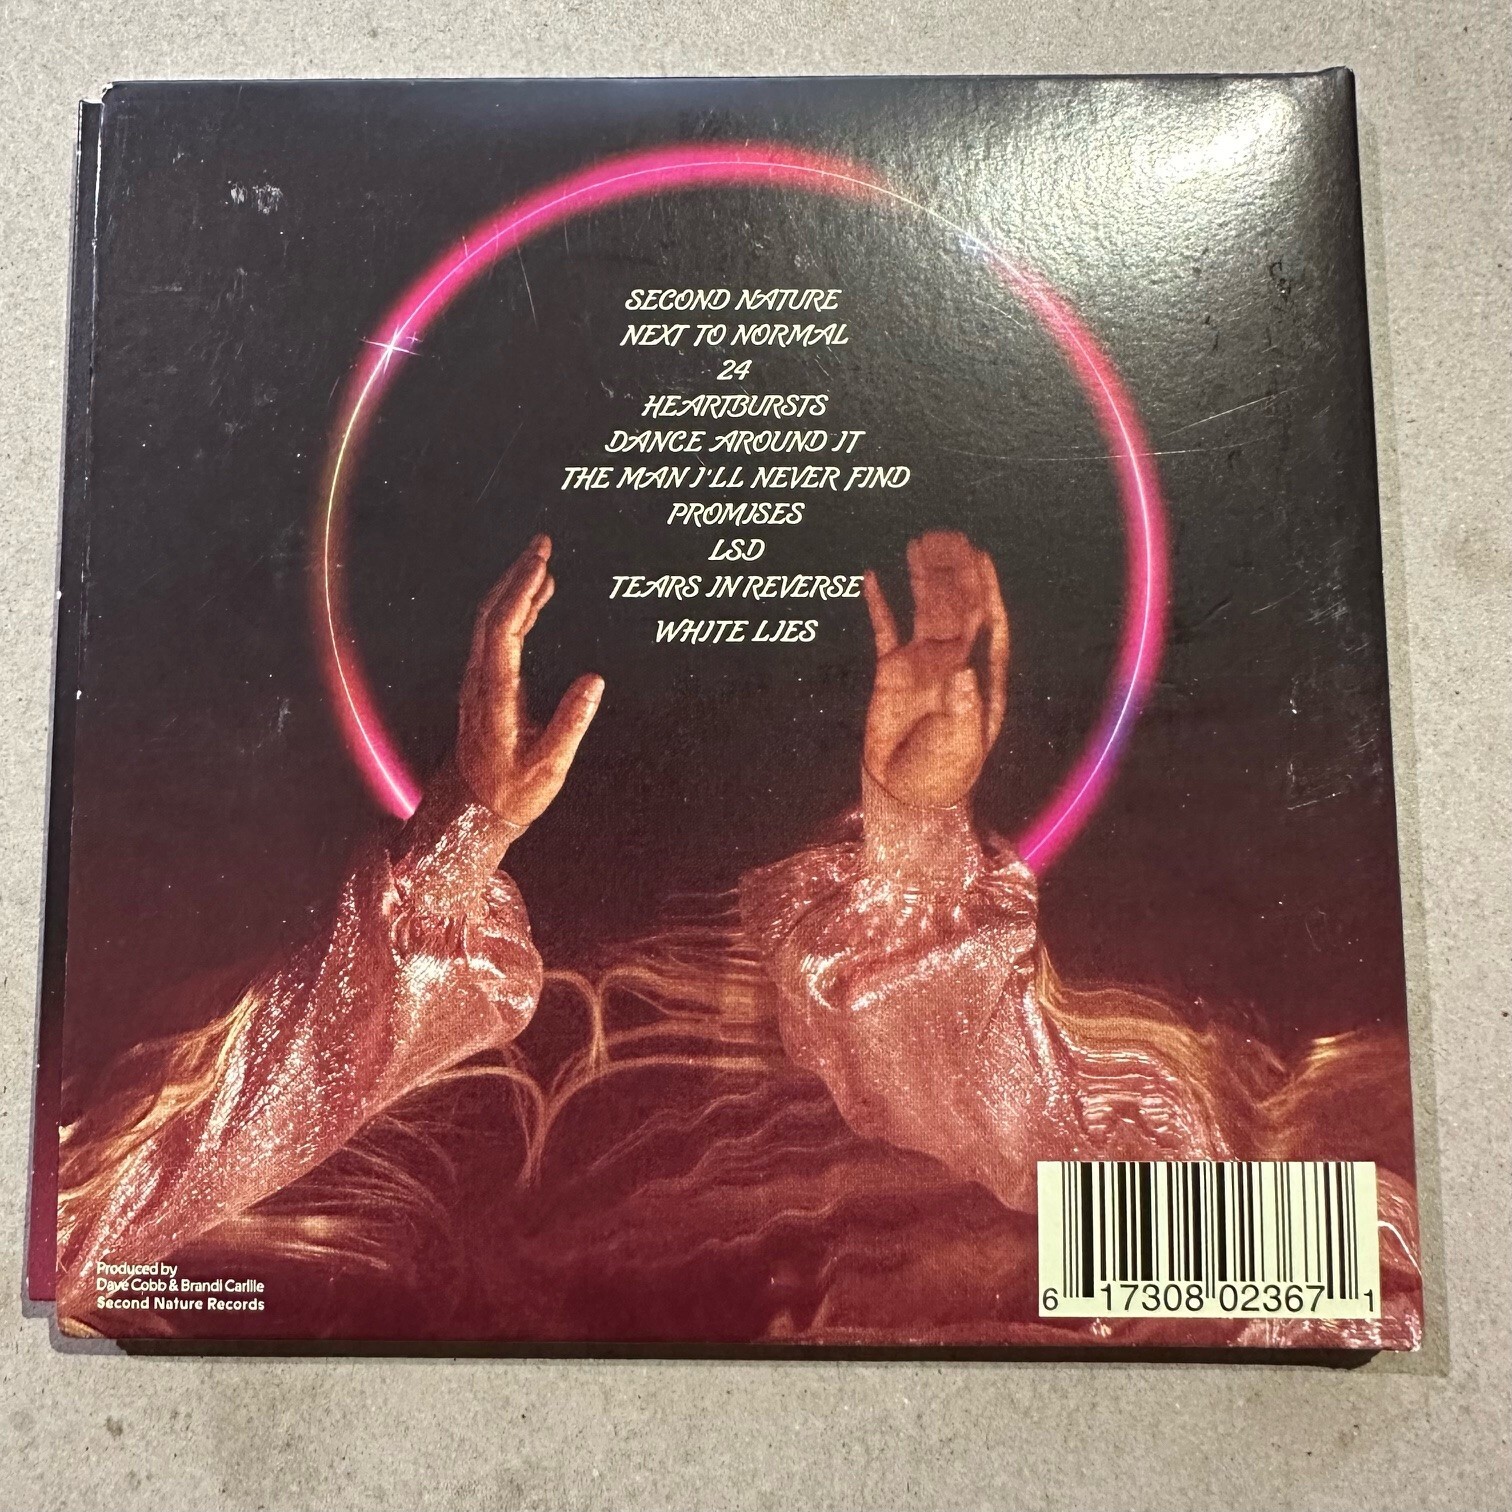 SECOND NATURE
NEXT TO NORMAL
24
HEARTBURSTS
DANCE AROUND IT
THE MAN I'LL NEVER FIND
PROMISES
LSD
TEARS IN REVERSE
WHITE LIES
Produced by
Dave Cobb & Brandi Carlile
Second Nature Records
6 17308 02367 1